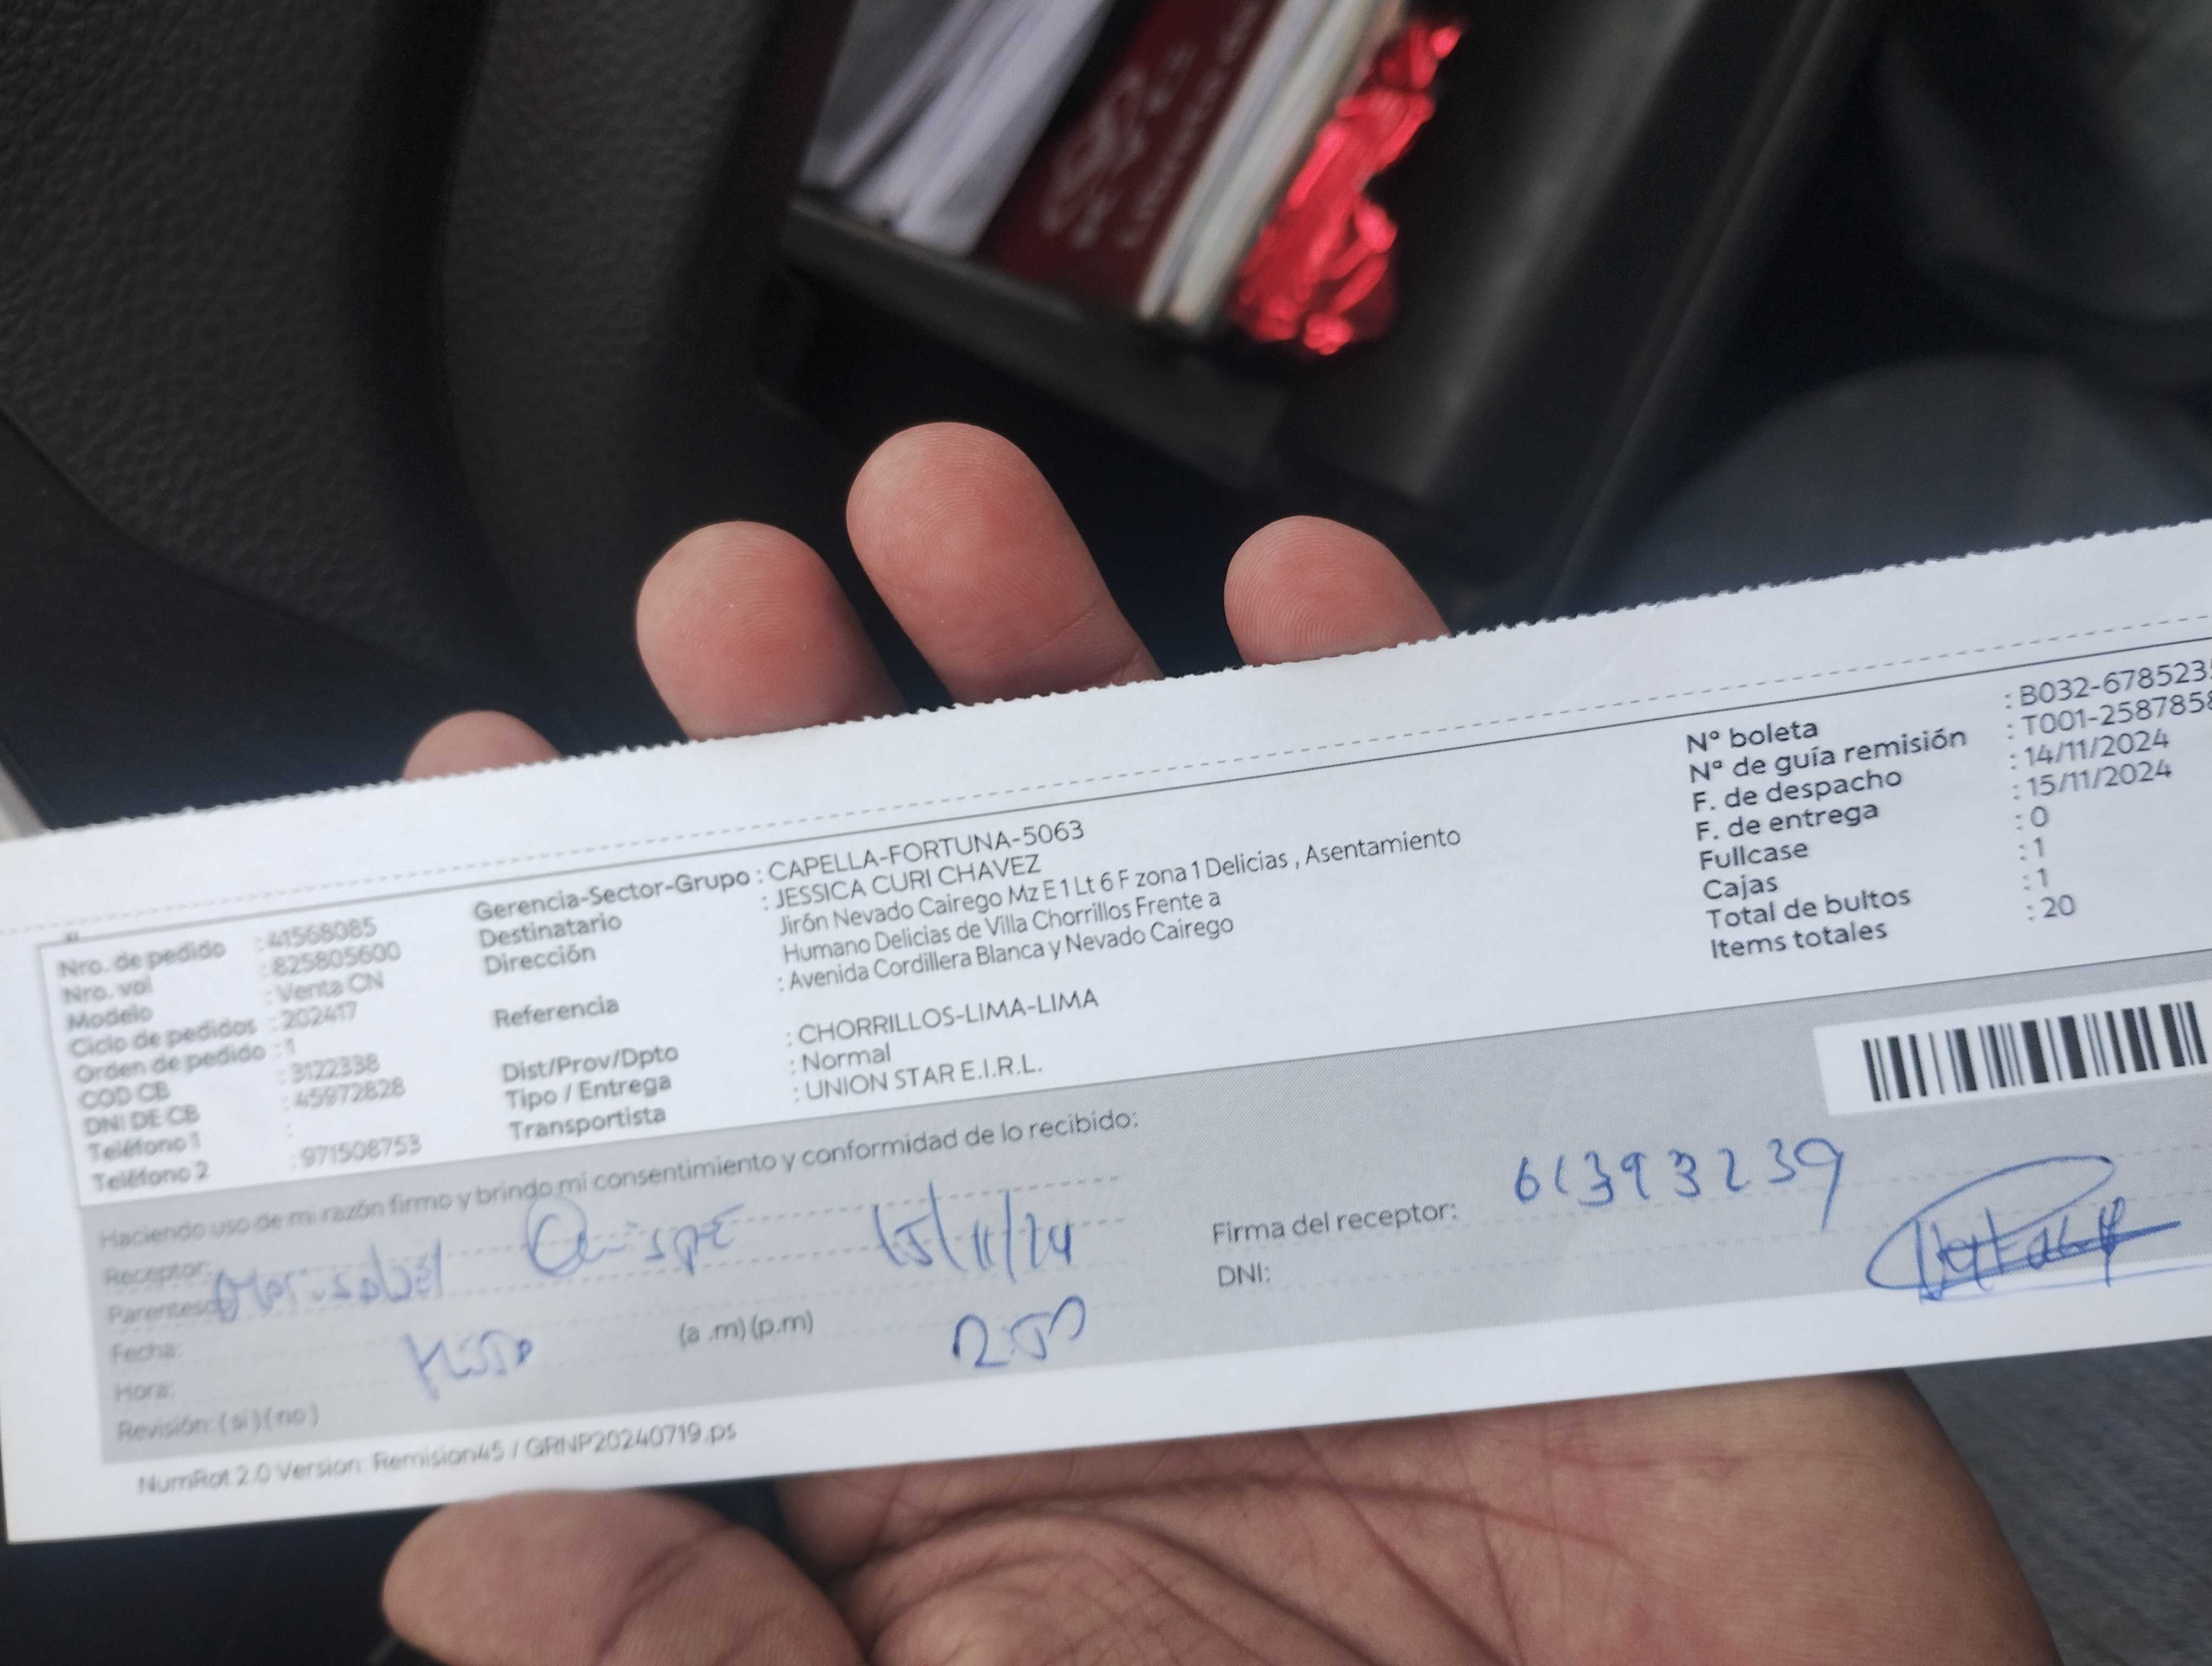 Nro. de pedido : 41568085
Nro. vol : 825805600
Modelo : Venta CN
Ciclo de pedidos : 202417
Orden de pedido : 1
COD CB : 3122338
DNI DE CB : 45972828
Teléfono 1 :
Teléfono 2 : 971508753
Gerencia-Sector-Grupo : CAPELLA-FORTUNA-5063
Destinatario : JESSICA CURI CHAVEZ
Dirección Jirón Nevado Cairego Mz E 1 Lt 6 F zona 1 Delicias , Asentamiento
Humano Delicias de Villa Chorrillos Frente a
Referencia : Avenida Cordillera Blanca y Nevado Cairego
Dist/Prov/Dpto : CHORRILLOS-LIMA-LIMA
Tipo / Entrega : Normal
Transportista : UNION STAR E.I.R.L.
Nº boleta : B032-678523
Nª de guía remisión : T001-258785
F. de despacho : 14/11/2024
F. de entrega : 15/11/2024
Fullcase : 0
Cajas : 1
Total de bultos : 1
Items totales : 20
Haciendo uso de mi razón firmo y brindo mi consentimiento y conformidad de lo recibido:
Receptor: Quispe 15/11/24
Parentesco
Fecha:
Hora: (a .m) (p.m)
Revisión: (si) (no)
Firma del receptor: 61393239
DNI:
NumRot 2.0 Version: Remision45 / GRNP20240719.ps